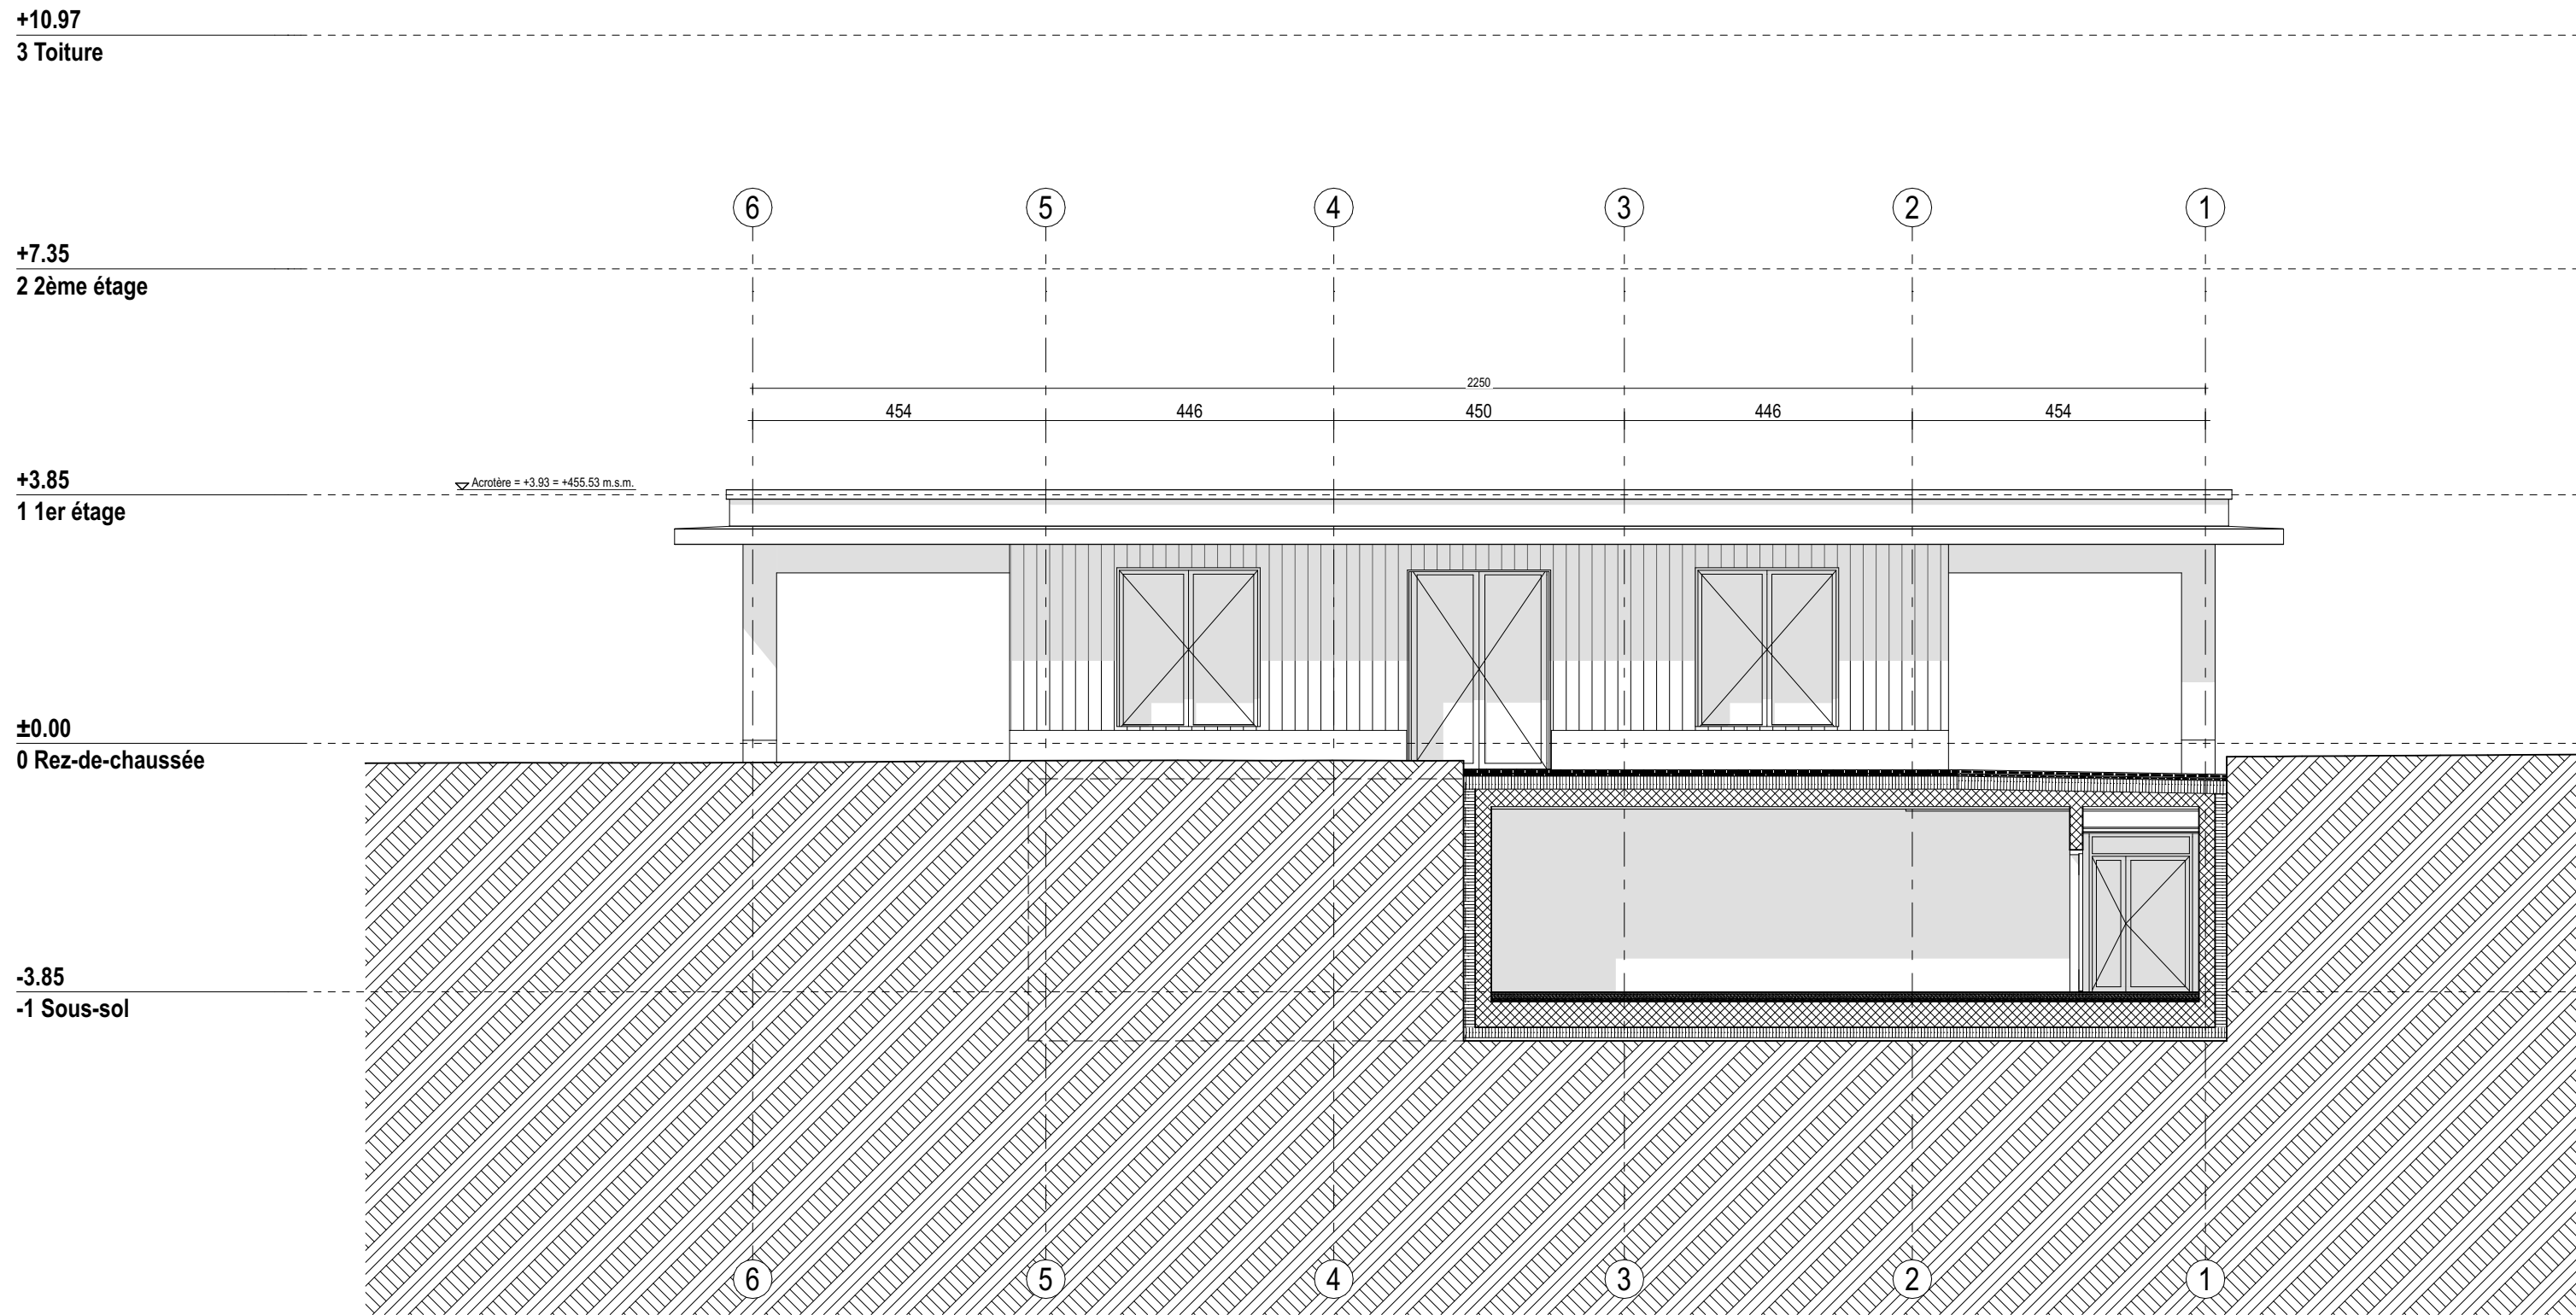 +10.97
3 Toiture
6 5 4 3 2 1
+7.35
2 2ème étage
2250
454 446 450 446 454
+3.85
Acrotère = +3.93 = +455.53 m.s.m.
1 1er étage
±0.00
0 Rez-de-chaussée
-3.85
-1 Sous-sol
6 5 4 3 2 1